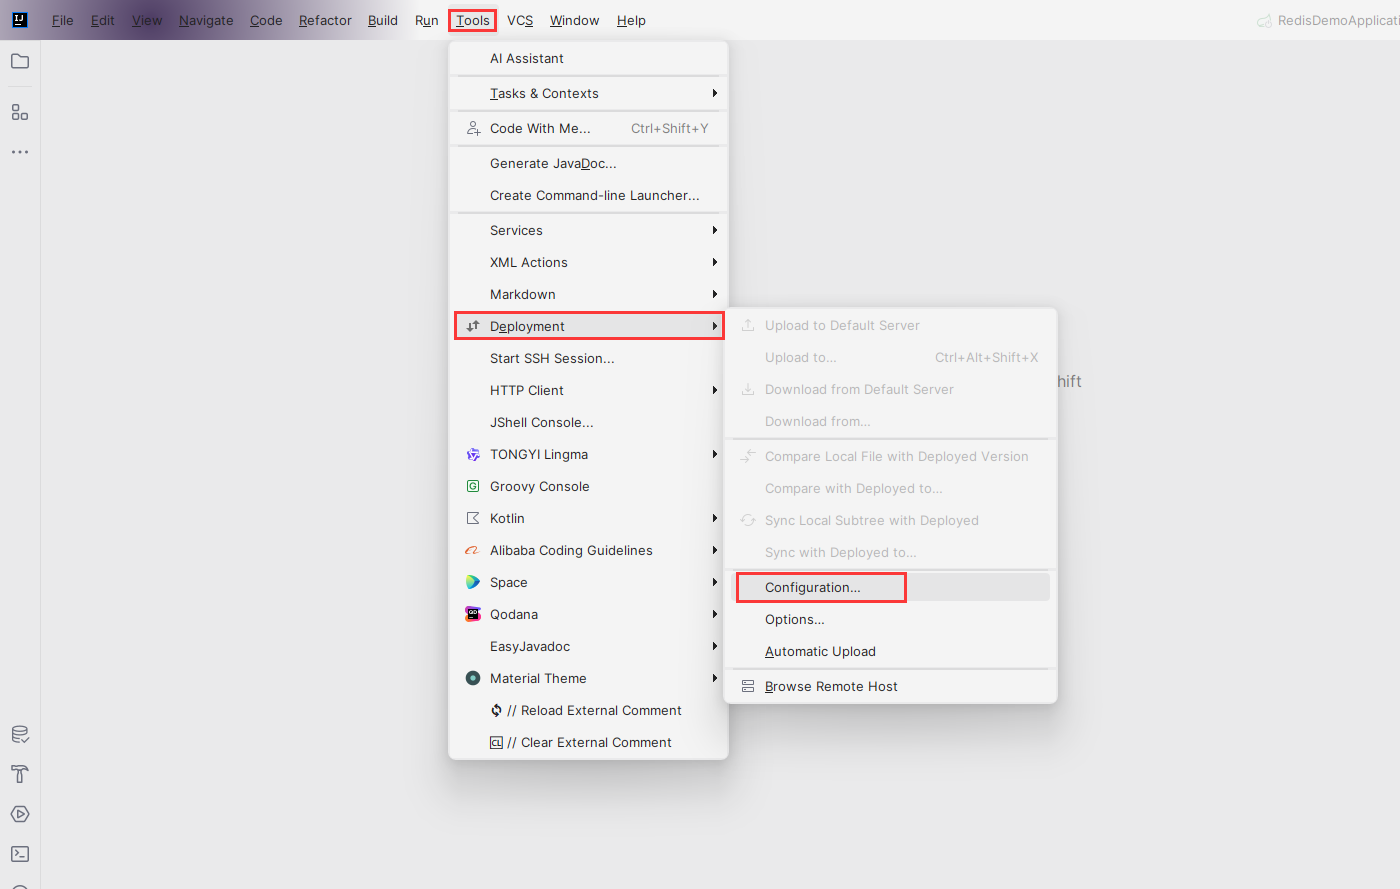 IJ
File Edit View Navigate Code Refactor Build Run Tools VCS Window Help
RedisDemoApplicati
AI Assistant
Tasks & Contexts
Code With Me... Ctrl+Shift+Y
Generate JavaDoc...
Create Command-line Launcher...
Services
XML Actions
Markdown
Deployment
Start SSH Session...
HTTP Client
JShell Console...
TONGYI Lingma
G Groovy Console
Kotlin
Alibaba Coding Guidelines
Space
QD Qodana
EasyJavadoc
Material Theme
// Reload External Comment
CL // Clear External Comment
Upload to Default Server
Upload to... Ctrl+Alt+Shift+X
Download from Default Server
hift
Download from...
Compare Local File with Deployed Version
Compare with Deployed to...
Sync Local Subtree with Deployed
Sync with Deployed to...
Configuration...
Options...
Automatic Upload
Browse Remote Host